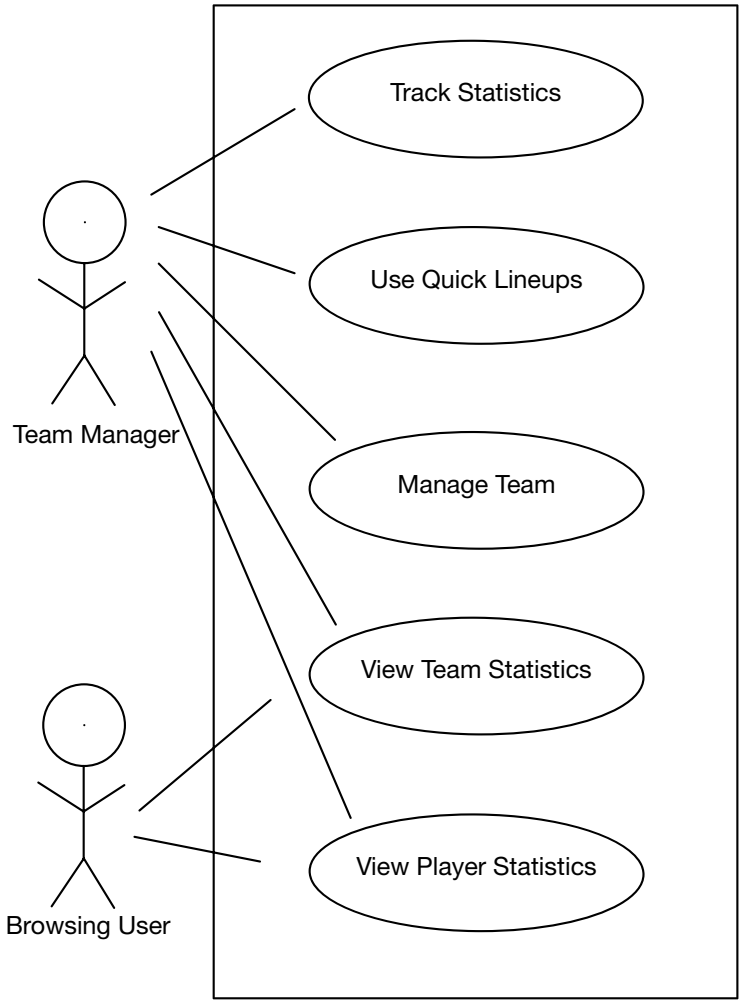 Track Statistics
Use Quick Lineups
Team Manager
Manage Team
View Team Statistics
View Player Statistics
Browsing User